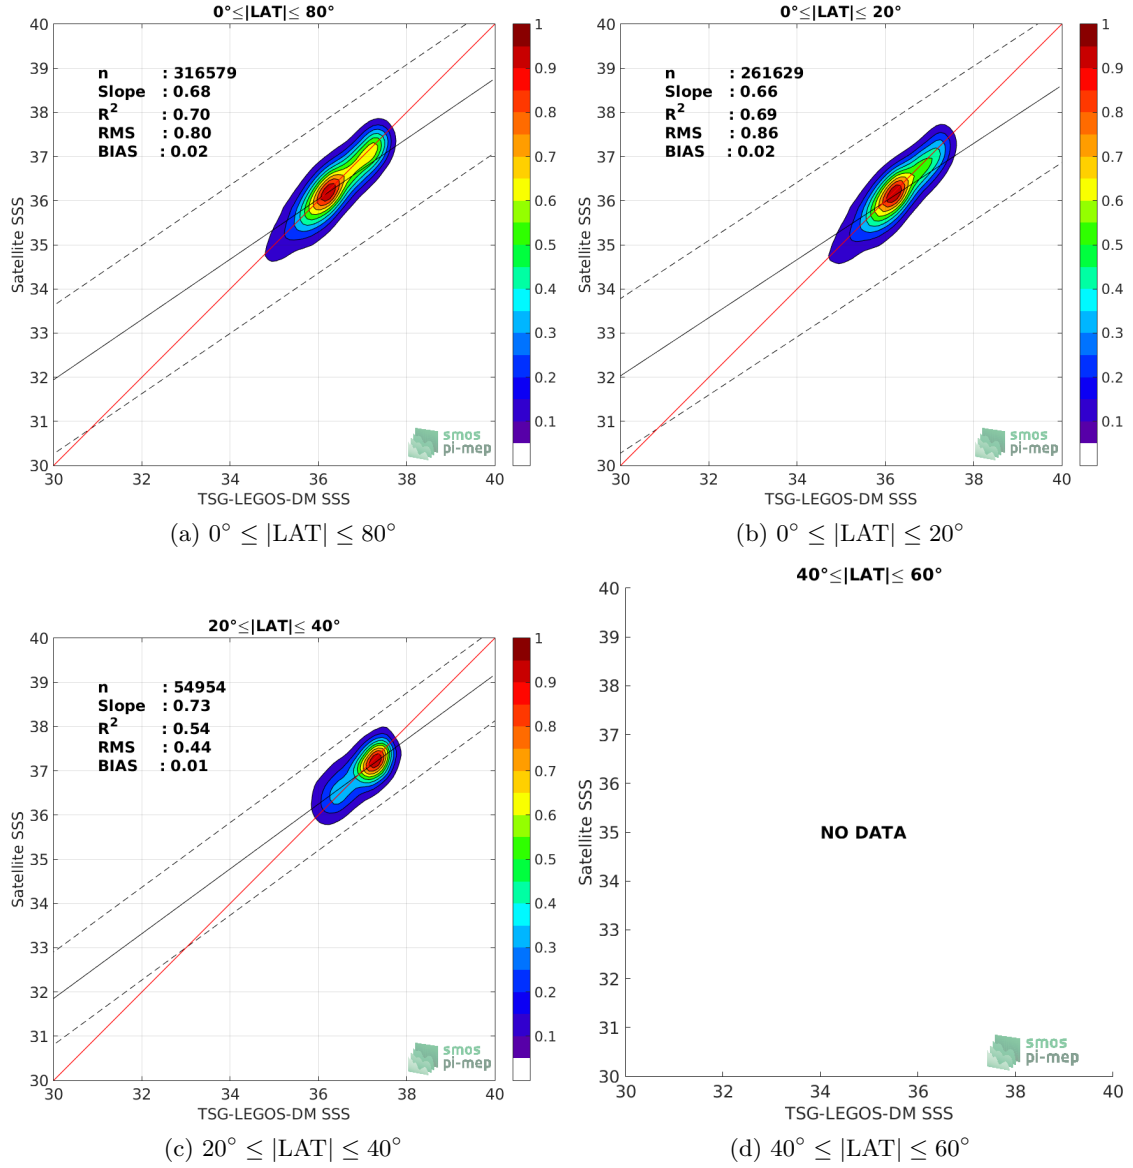 0°≤|LAT|≤ 80°
n : 316579
Slope : 0.68
R2 : 0.70
RMS : 0.80
BIAS : 0.02
Satellite SSS
40
39
38
37
36
35
34
33
32
31
30
30 32 34 36 38 40
TSG-LEGOS-DM SSS
1
0.9
0.8
0.7
0.6
0.5
0.4
0.3
0.2
0.1
smos
pi-mep
(a) 0° ≤ |LAT| ≤ 80°
0°≤|LAT|≤ 20°
n : 261629
Slope : 0.66
R2 : 0.69
RMS : 0.86
BIAS : 0.02
Satellite SSS
40
39
38
37
36
35
34
33
32
31
30
30 32 34 36 38 40
TSG-LEGOS-DM SSS
1
0.9
0.8
0.7
0.6
0.5
0.4
0.3
0.2
0.1
smos
pi-mep
(b) 0° ≤ |LAT| ≤ 20°
20°≤|LAT|≤ 40°
n : 54954
Slope : 0.73
R2 : 0.54
RMS : 0.44
BIAS : 0.01
Satellite SSS
40
39
38
37
36
35
34
33
32
31
30
30 32 34 36 38 40
TSG-LEGOS-DM SSS
1
0.9
0.8
0.7
0.6
0.5
0.4
0.3
0.2
0.1
smos
pi-mep
(c) 20° ≤ |LAT| ≤ 40°
40°≤|LAT|≤ 60°
NO DATA
Satellite SSS
40
39
38
37
36
35
34
33
32
31
30
30 32 34 36 38 40
TSG-LEGOS-DM SSS
smos
pi-mep
(d) 40° ≤ |LAT| ≤ 60°